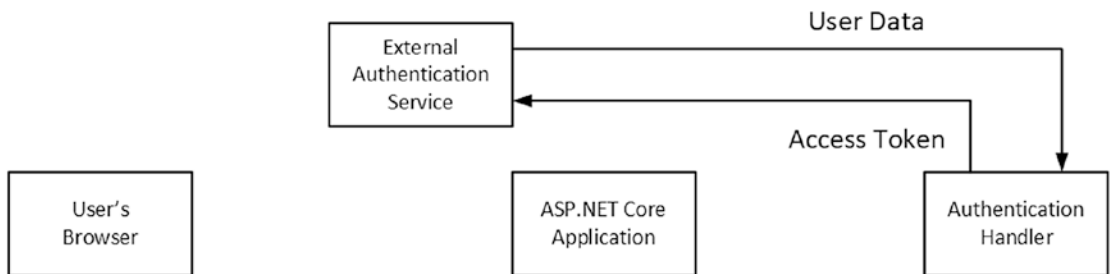 User Data
External
Authentication
Service
Access Token
User's
Browser
ASP.NET Core
Application
Authentication
Handler